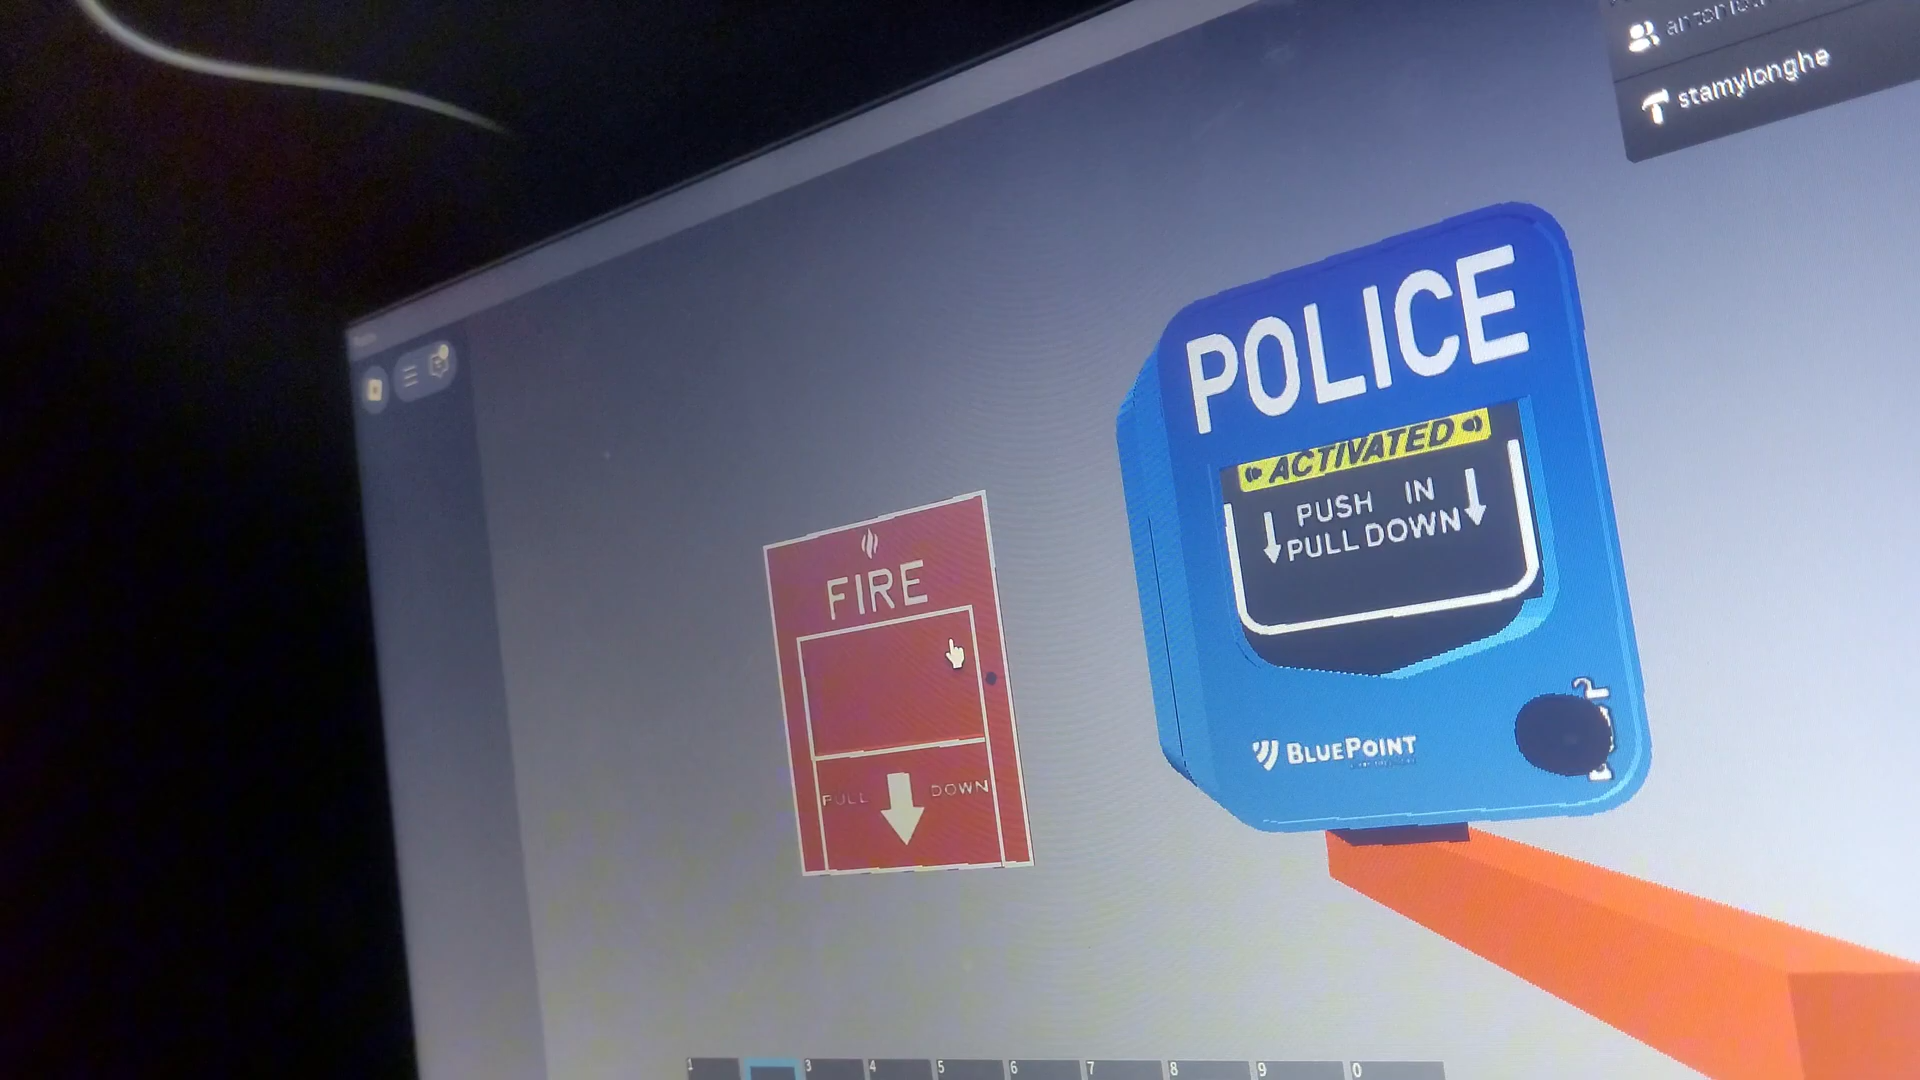 stamylonghe
POLICE
ACTIVATED
PUSH IN
PULL DOWN
BLUEPOINT
FIRE
PULL DOWN
1 3 4 5 6 7 8 9 0